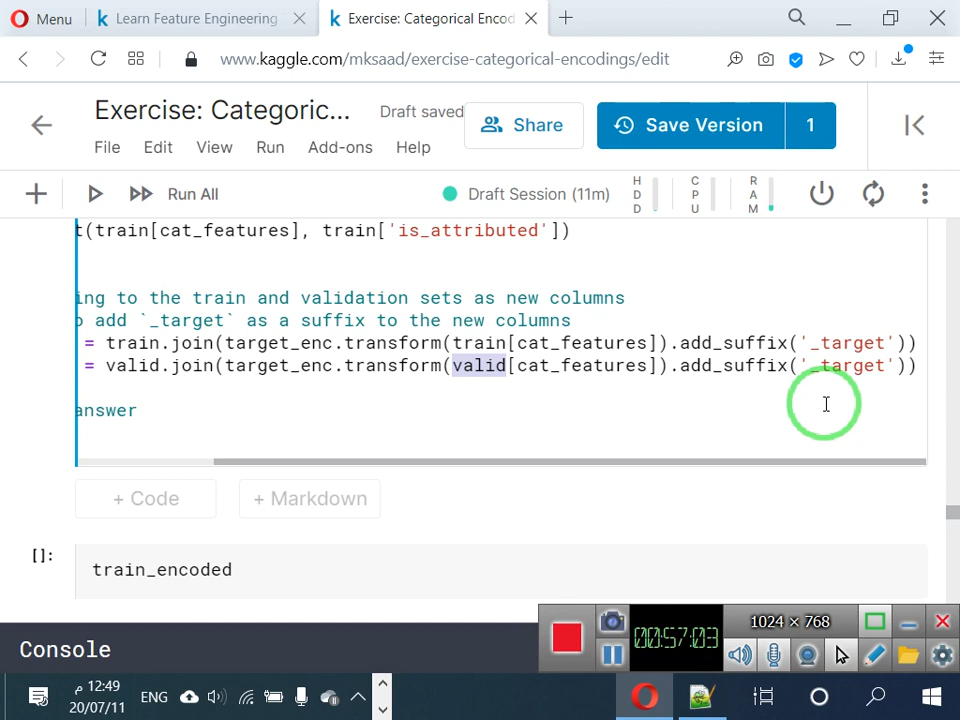 Menu
Learn Feature Engineering
Exercise: Categorical Encod
www.kaggle.com/mksaad/exercise-categorical-encodings/edit
Exercise: Categoric...
Draft saved
Share
Save Version
1
File
Edit
View
Run
Add-ons
Help
Run All
Draft Session (11m)
HDD
CPU
RAM
t(train[cat_features], train['is_attributed'])
ing to the train and validation sets as new columns
o add `_target` as a suffix to the new columns
= train.join(target_enc.transform(train[cat_features]).add_suffix('_target'))
= valid.join(target_enc.transform(valid[cat_features]).add_suffix('_target'))
answer
+ Code
+ Markdown
[]:
train_encoded
Console
00:57:03
1024 × 768
12:49 م
ENG
20/07/11